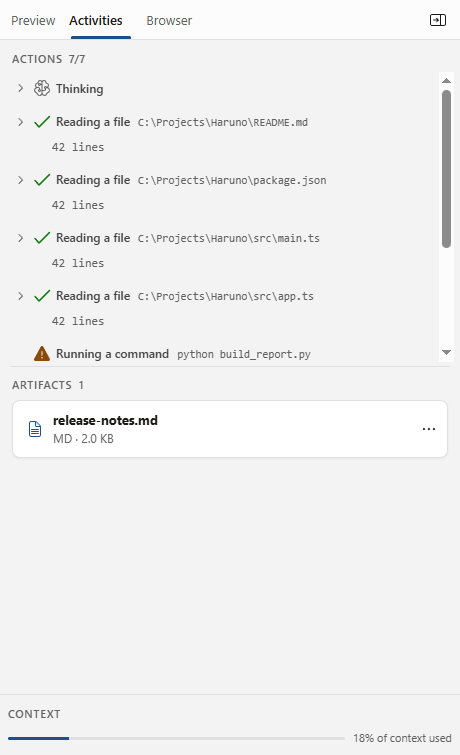 Preview Activities Browser
ACTIONS 7/7
Thinking
Reading a file C:\Projects\Haruno\README.md
42 lines
Reading a file C:\Projects\Haruno\package.json
42 lines
Reading a file C:\Projects\Haruno\src\main.ts
42 lines
Reading a file C:\Projects\Haruno\src\app.ts
42 lines
Running a command python build_report.py
ARTIFACTS 1
release-notes.md
MD · 2.0 KB
CONTEXT
18% of context used